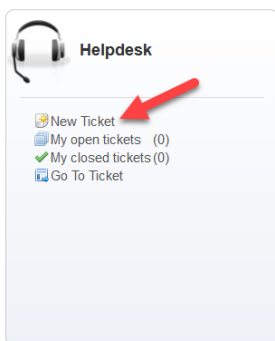 Helpdesk
New Ticket
My open tickets (0)
My closed tickets (0)
Go To Ticket